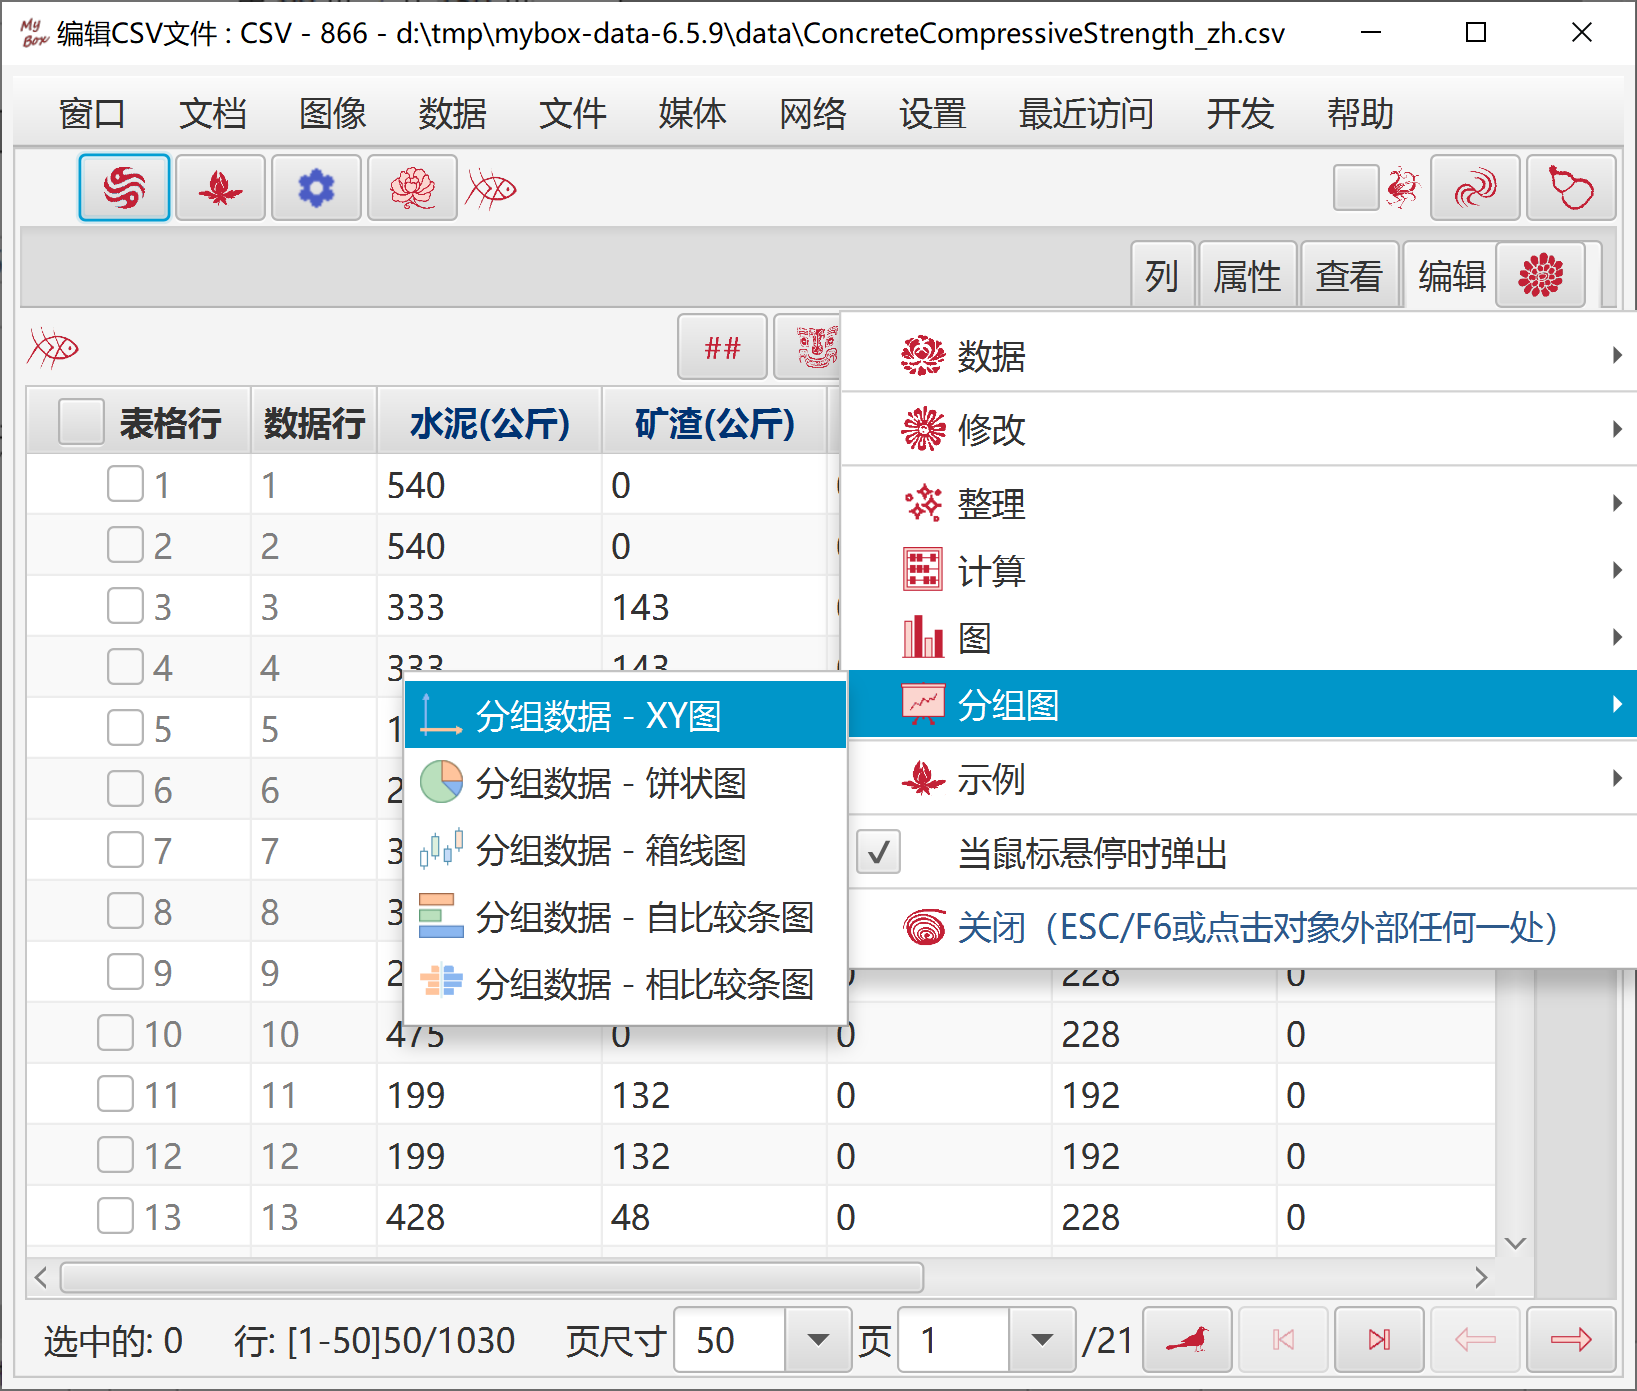 My Box 编辑CSV文件 : CSV - 866 - d:\tmp\mybox-data-6.5.9\data\ConcreteCompressiveStrength_zh.csv
窗口 文档 图像 数据 文件 媒体 网络 设置 最近访问 开发 帮助
列 属性 查看 编辑
##
数据
修改
整理
计算
图
分组图
示例
当鼠标悬停时弹出
关闭（ESC/F6或点击对象外部任何一处）
分组数据 - XY图
分组数据 - 饼状图
分组数据 - 箱线图
分组数据 - 自比较条图
分组数据 - 相比较条图
表格行 数据行 水泥(公斤) 矿渣(公斤)
1 1 540 0
2 2 540 0
3 3 333 143
4 4 333 143
5 5 1
6 6 2
7 7 3
8 8 3
9 9 2 228 0
10 10 475 0 0 228 0
11 11 199 132 0 192 0
12 12 199 132 0 192 0
13 13 428 48 0 228 0
选中的: 0 行: [1-50]50/1030 页尺寸 50 页 1 /21